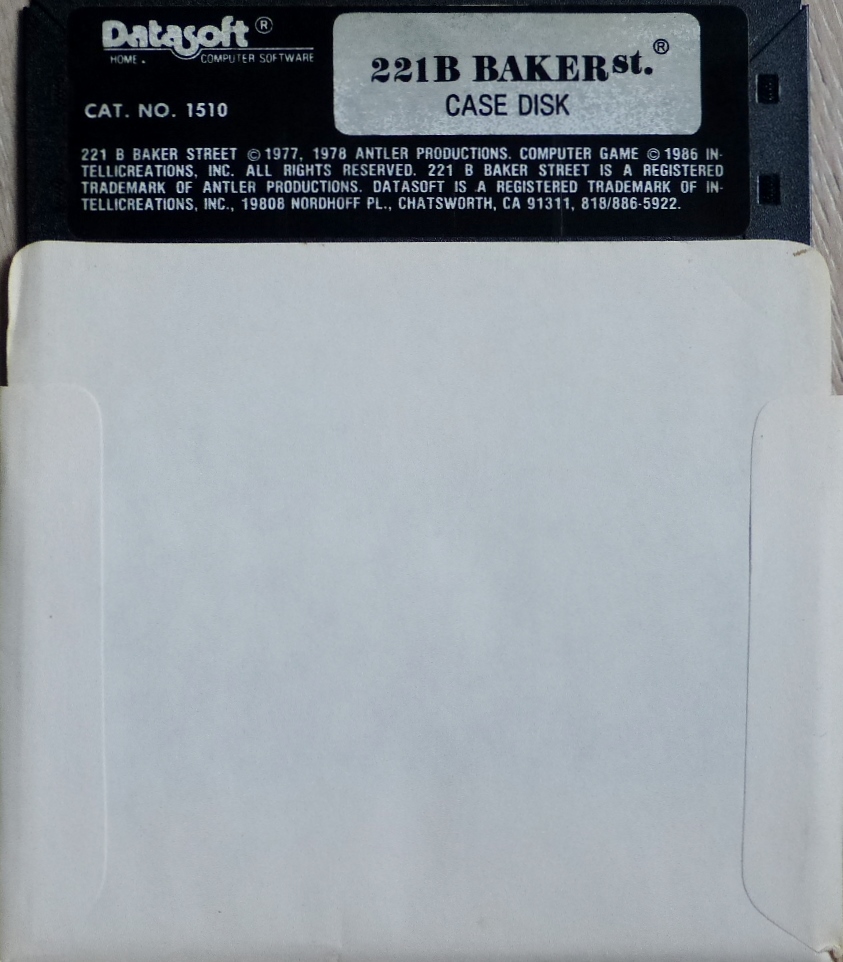 Datasoft ®
HOME . COMPUTER SOFTWARE
CAT. NO. 1510
221B BAKER st. ®
CASE DISK
221 B BAKER STREET © 1977, 1978 ANTLER PRODUCTIONS. COMPUTER GAME © 1986 IN-
TELLICREATIONS, INC. ALL RIGHTS RESERVED. 221 B BAKER STREET IS A REGISTERED
TRADEMARK OF ANTLER PRODUCTIONS. DATASOFT IS A REGISTERED TRADEMARK OF IN-
TELLICREATIONS, INC., 19808 NORDHOFF PL., CHATSWORTH, CA 91311, 818/886-5922.